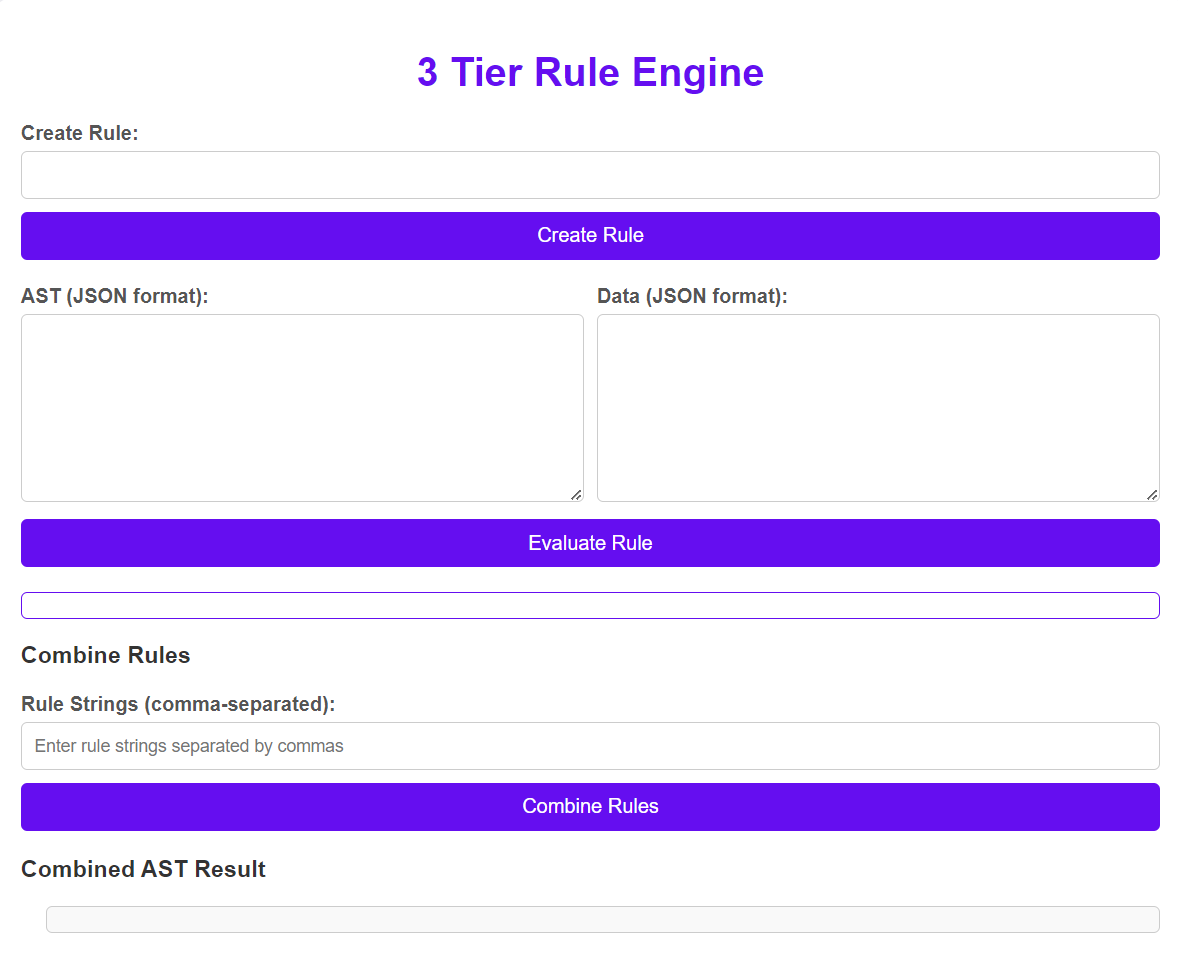 3 Tier Rule Engine
Create Rule:
Create Rule
AST (JSON format):
Data (JSON format):
Evaluate Rule
Combine Rules
Rule Strings (comma-separated):
Enter rule strings separated by commas
Combine Rules
Combined AST Result